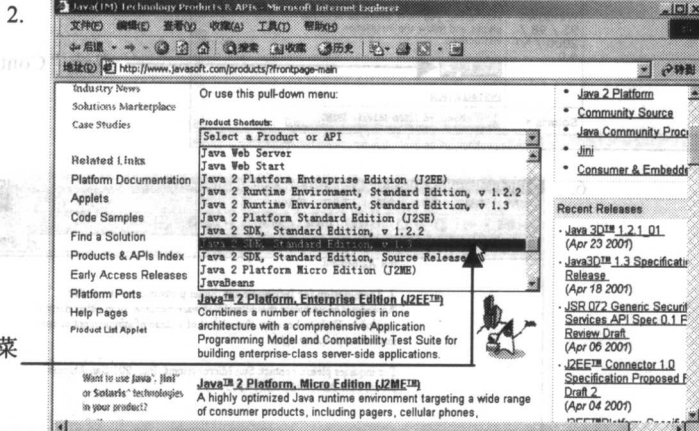 2.
Java(TM) Technology Products & APIs - Microsoft Internet Explorer
文件(F) 编辑(E) 查看(V) 收藏(A) 工具(T) 帮助(H)
后退 搜索 收藏 历史
地址(D) http://www.javasoft.com/products/?frontpage-main 转到
Industry News
Solutions Marketplace
Case Studies
Related Links
Platform Documentation
Applets
Code Samples
Find a Solution
Products & APIs Index
Early Access Releases
Platform Ports
Help Pages
Product List Applet
Want to use Java™, Jini™
or Solaris™ technologies
in your product?
Or use this pull-down menu:
Product Shortcuts:
Select a Product or API
Java Web Server
Java Web Start
Java 2 Platform Enterprise Edition (J2EE)
Java 2 Runtime Environment, Standard Edition, v 1.2.2
Java 2 Runtime Environment, Standard Edition, v 1.3
Java 2 Platform Standard Edition (J2SE)
Java 2 SDK, Standard Edition, v 1.2.2
Java 2 SDK, Standard Edition, v 1.3
Java 2 SDK, Standard Edition, Source Release
Java 2 Platform Micro Edition (J2ME)
JavaBeans
Java™ 2 Platform, Enterprise Edition (J2EE™)
Combines a number of technologies in one
architecture with a comprehensive Application
Programming Model and Compatibility Test Suite for
building enterprise-class server-side applications.
Java™ 2 Platform, Micro Edition (J2ME™)
A highly optimized Java runtime environment targeting a wide range
of consumer products, including pagers, cellular phones,
Java 2 Platform
Community Source
Java Community Proc
Jini
Consumer & Embedde
Recent Releases
Java 3D™ 1.2.1_01
(Apr 23 2001)
Java3D™ 1.3 Specificatio
Release
(Apr 18 2001)
JSR 072 Generic Securit
Services API Spec 0.1 F
Review Draft
(Apr 06 2001)
J2EE™ Connector 1.0
Specification Proposed F
Draft 2
(Apr 04 2001)
菜